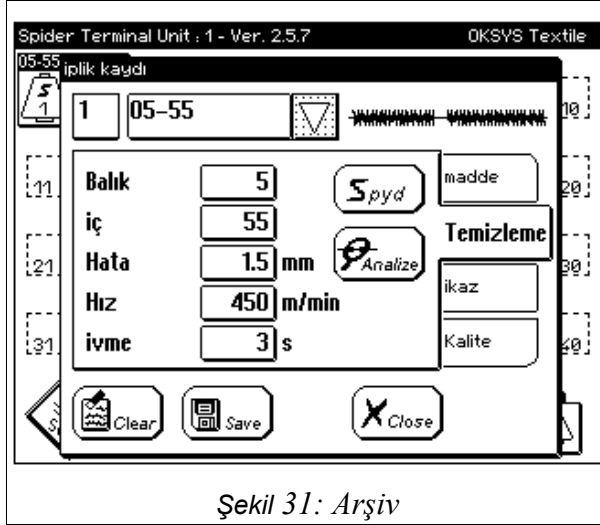 Spider Terminal Unit : 1 - Ver. 2.5.7 OKSYS Textile
05-55
iplik kaydı
1 05-55
1 10
madde
Balık 5 Spyd
11 20
iç 55 Temizleme
Hata 1.5 mm Analize
21 30
ikaz
Hız 450 m/min
ivme 3 s Kalite
31 40
Clear Save Close
Şekil 31: Arşiv